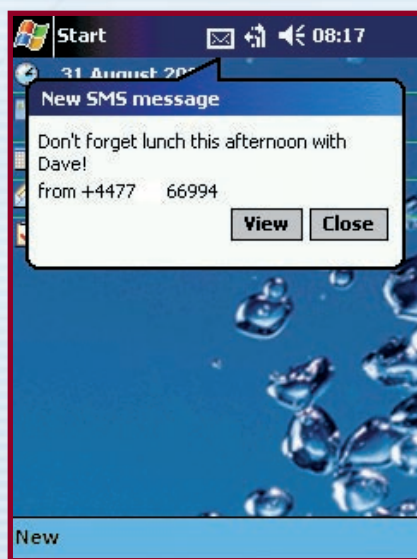 Start 08:17
31 August
New SMS message
Don't forget lunch this afternoon with
Dave!
from +4477 66994
View Close
New